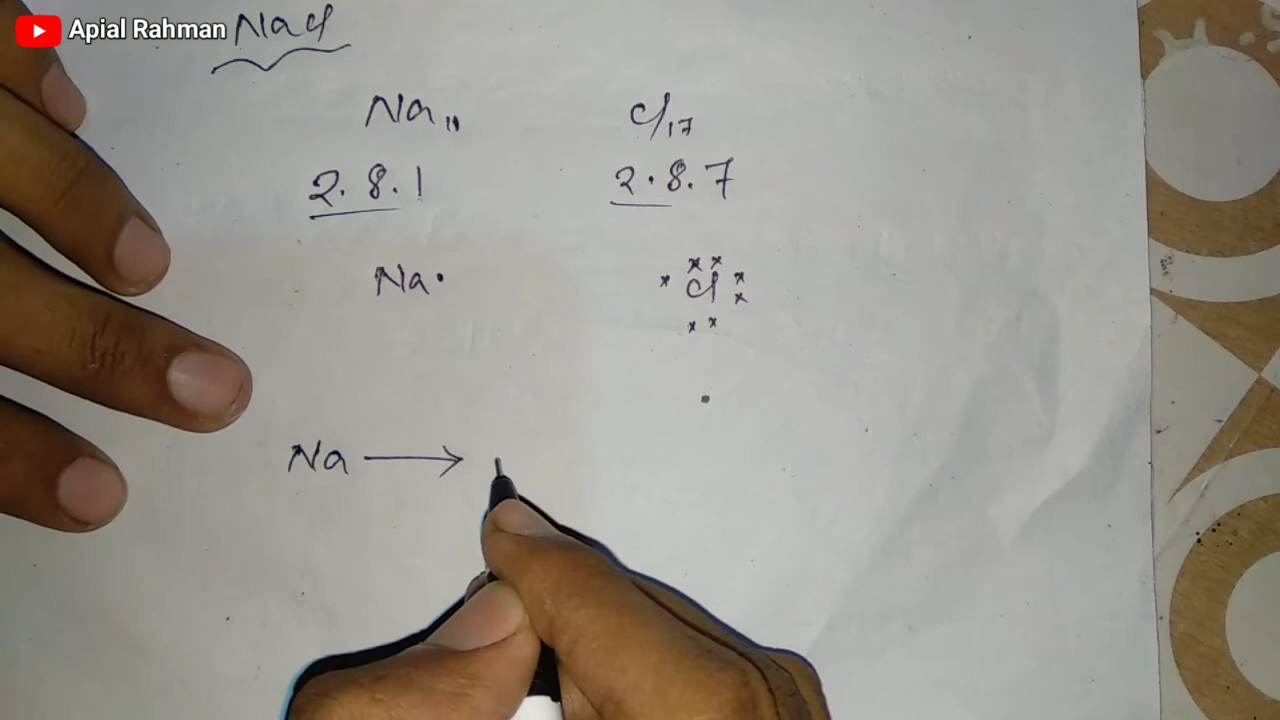 Apial Rahman
NaCl
Na₁₁ Cl₁₇
2.8.1 2.8.7
Na• Cl
Na →